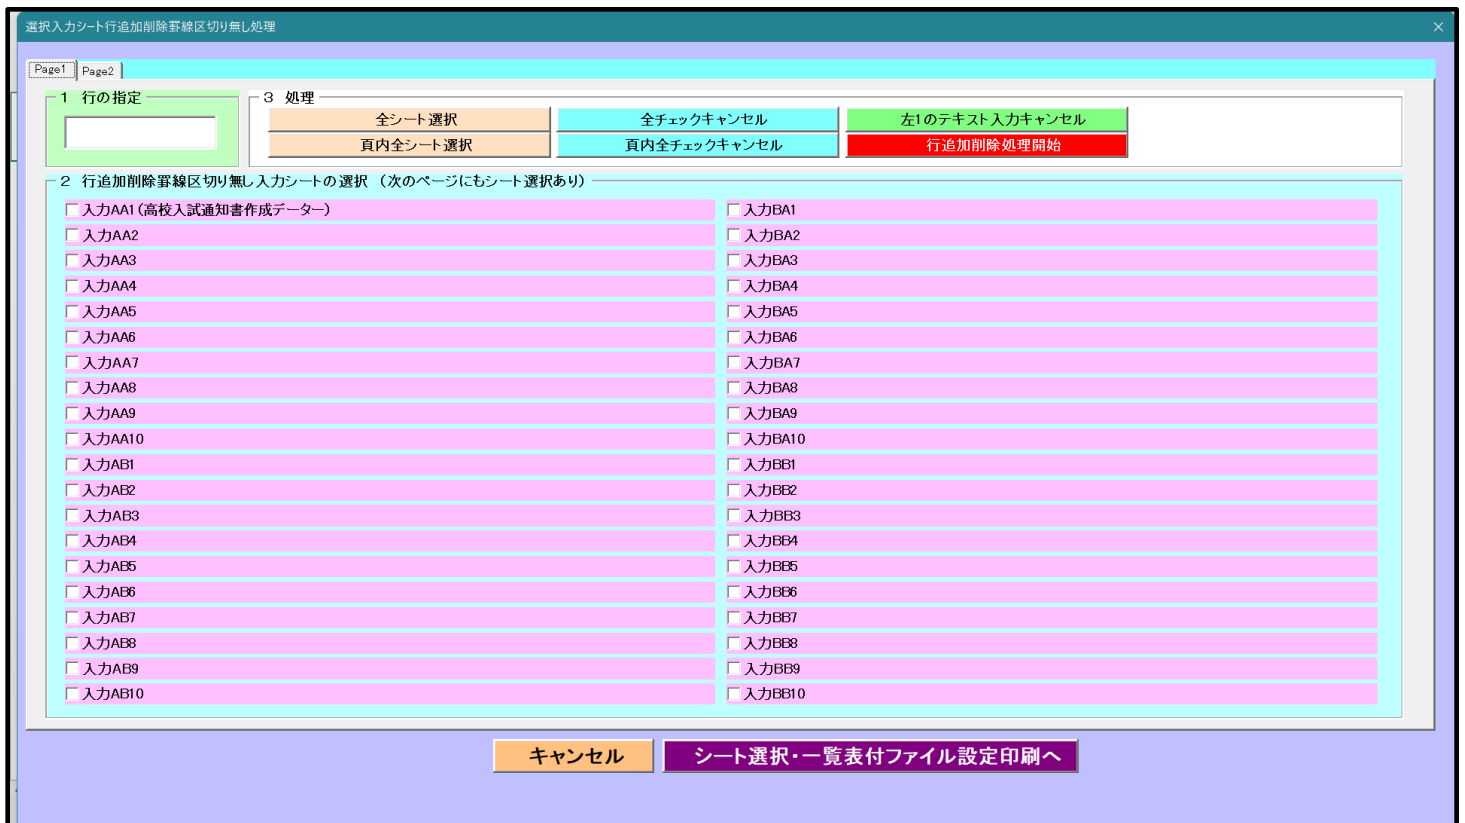 選択入力シート行追加削除罫線区切り無し処理
Page1 Page2
1 行の指定
3 処理
全シート選択 全チェックキャンセル 左1のテキスト入力キャンセル
頁内全シート選択 頁内全チェックキャンセル 行追加削除処理開始
2 行追加削除罫線区切り無し入力シートの選択 (次のページにもシート選択あり)
入力AA1(高校入試通知書作成データー) 入力BA1
入力AA2 入力BA2
入力AA3 入力BA3
入力AA4 入力BA4
入力AA5 入力BA5
入力AA6 入力BA6
入力AA7 入力BA7
入力AA8 入力BA8
入力AA9 入力BA9
入力AA10 入力BA10
入力AB1 入力BB1
入力AB2 入力BB2
入力AB3 入力BB3
入力AB4 入力BB4
入力AB5 入力BB5
入力AB6 入力BB6
入力AB7 入力BB7
入力AB8 入力BB8
入力AB9 入力BB9
入力AB10 入力BB10
キャンセル シート選択・一覧表付ファイル設定印刷へ